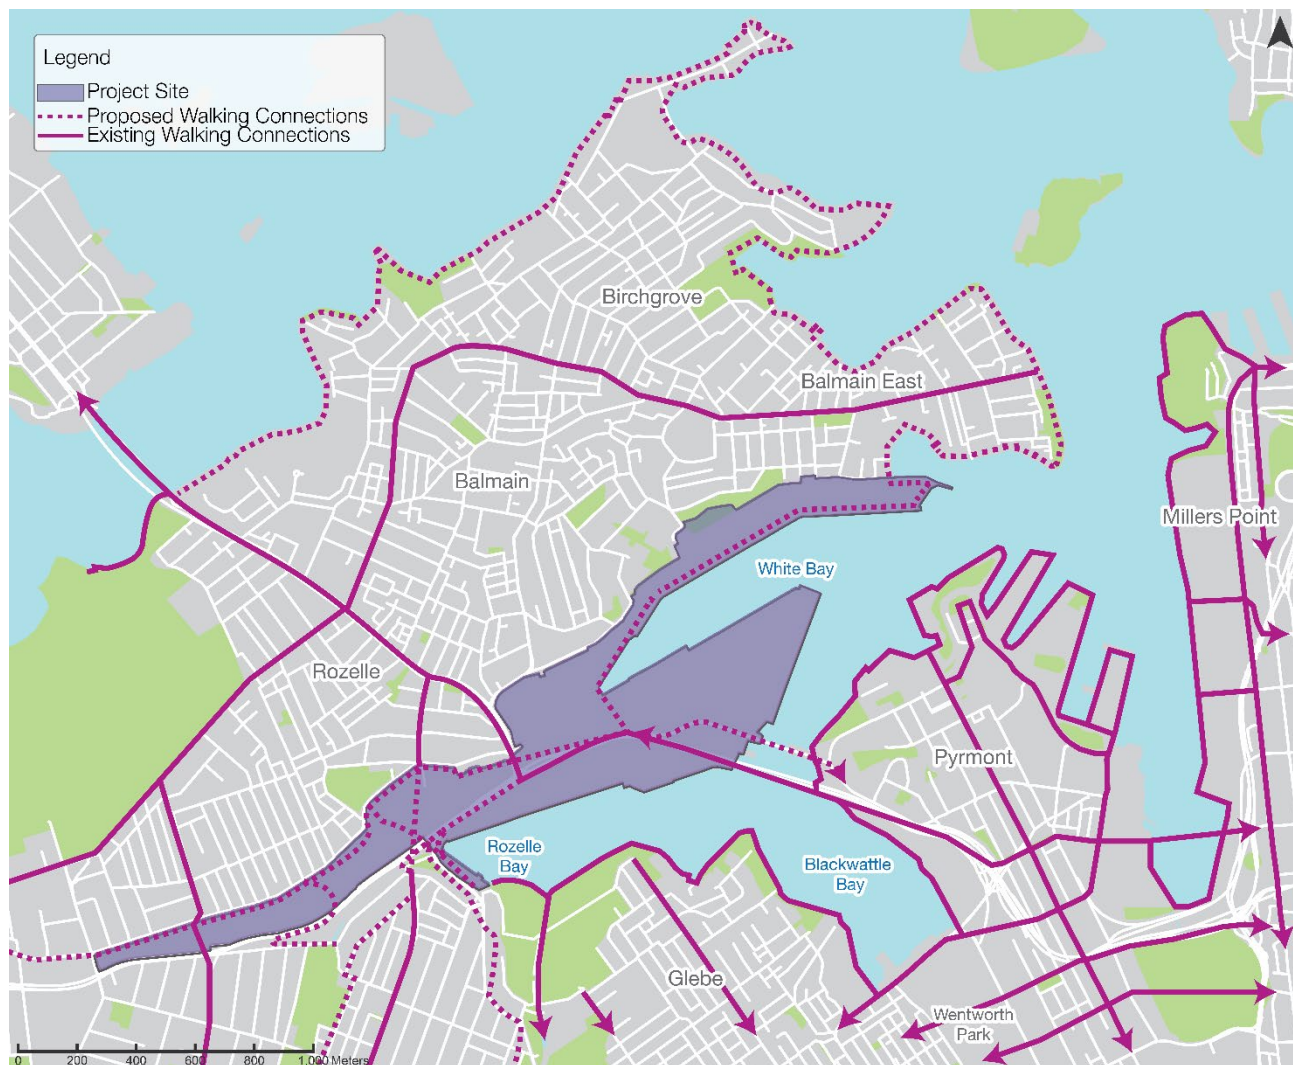 Legend
Project Site
Proposed Walking Connections
Existing Walking Connections
Birchgrove
Balmain East
Balmain
Millers Point
White Bay
Rozelle
Pyrmont
Rozelle
Bay
Blackwattle
Bay
Glebe
Wentworth
Park
0 200 400 600 800 1,000 Meters